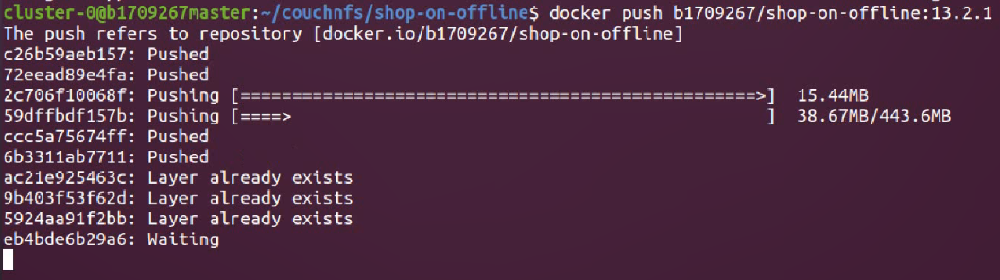 cluster-0@b1709267master:~/couchnfs/shop-on-offline$ docker push b1709267/shop-on-offline:13.2.1
The push refers to repository [docker.io/b1709267/shop-on-offline]
c26b59aeb157: Pushed
72eead89e4fa: Pushed
2c706f10068f: Pushing [==================================================>]  15.44MB
59dffbdf157b: Pushing [====>                                              ]  38.67MB/443.6MB
ccc5a75674ff: Pushed
6b3311ab7711: Pushed
ac21e925463c: Layer already exists
9b403f53f62d: Layer already exists
5924aa91f2bb: Layer already exists
eb4bde6b29a6: Waiting